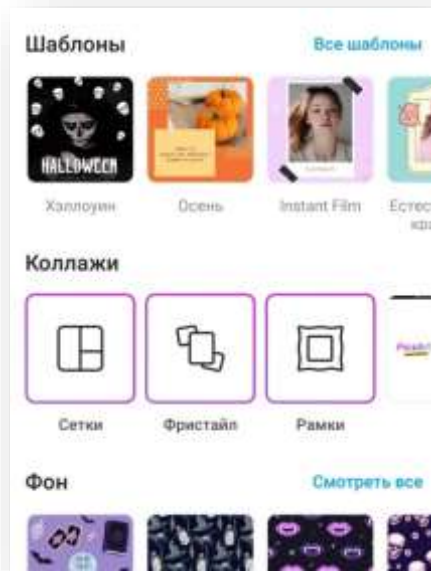 Шаблоны
Все шаблоны
HALLOWEEN
Хэллоуин
Осень
Instant Film
Коллажи
Сетки
Фристайл
Рамки
Фон
Смотреть все